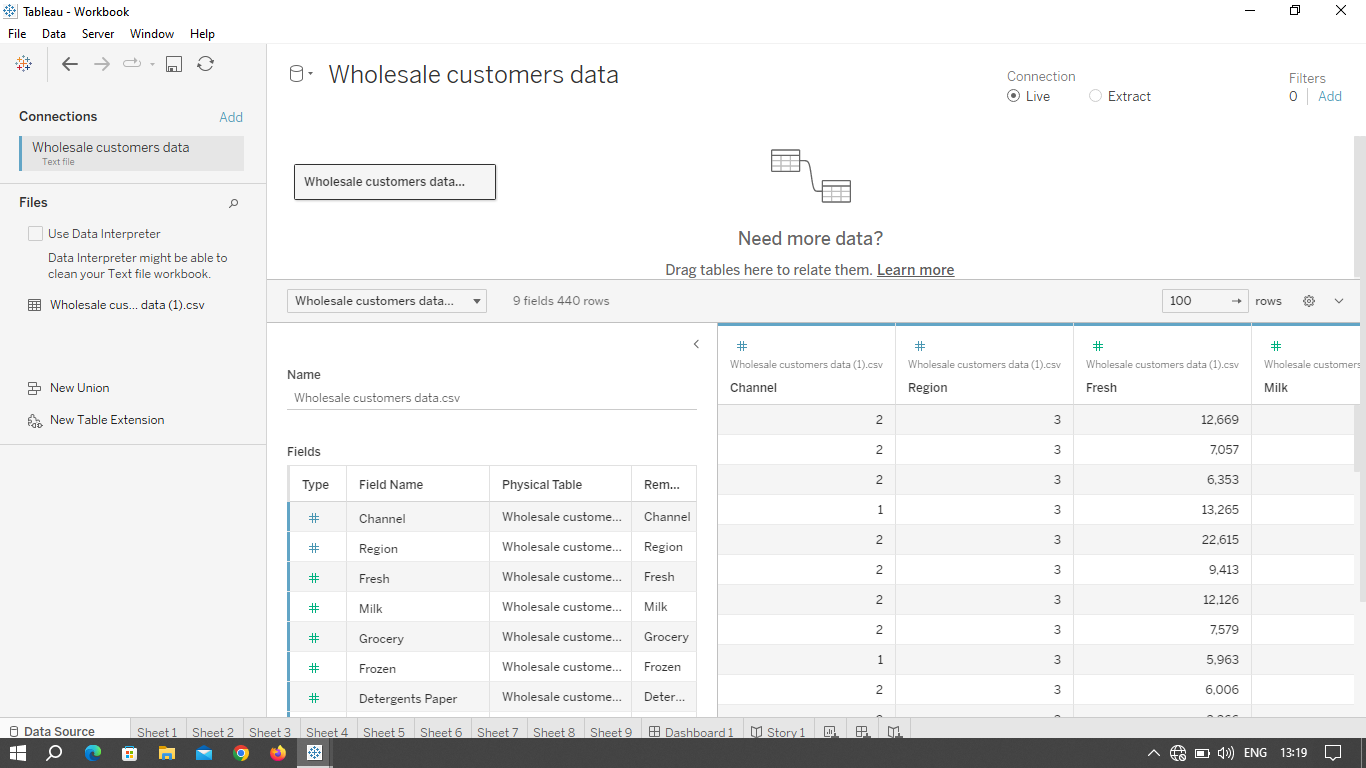 Tableau - Workbook
File Data Server Window Help
Connections Add
Wholesale customers data
Text file
Files
Use Data Interpreter
Data Interpreter might be able to
clean your Text file workbook.
Wholesale cus... data (1).csv
New Union
New Table Extension
Wholesale customers data
Connection
Live Extract
Filters
0 Add
Wholesale customers data...
Need more data?
Drag tables here to relate them. Learn more
Wholesale customers data... 9 fields 440 rows 100 rows
Name
Wholesale customers data.csv
Fields
Type Field Name Physical Table Rem...
# Channel Wholesale custome... Channel
# Region Wholesale custome... Region
# Fresh Wholesale custome... Fresh
# Milk Wholesale custome... Milk
# Grocery Wholesale custome... Grocery
# Frozen Wholesale custome... Frozen
# Detergents Paper Wholesale custome... Deter...
# # # #
Wholesale customers data (1).csv Wholesale customers data (1).csv Wholesale customers data (1).csv Wholesale customers
Channel Region Fresh Milk
2 3 12,669
2 3 7,057
2 3 6,353
1 3 13,265
2 3 22,615
2 3 9,413
2 3 12,126
2 3 7,579
1 3 5,963
2 3 6,006
Data Source Sheet 1 Sheet 2 Sheet 3 Sheet 4 Sheet 5 Sheet 6 Sheet 7 Sheet 8 Sheet 9 Dashboard 1 Story 1
ENG 13:19